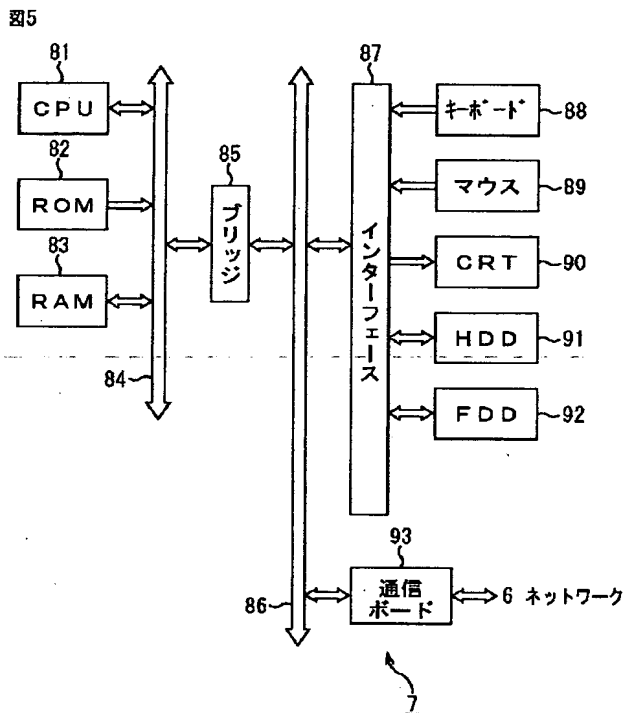 図5
81
CPU
82
ROM
83
RAM
84
85
ブリッジ
86
87
インターフェース
キーボード
88
マウス
89
CRT
90
HDD
91
FDD
92
93
通信
ボード
6 ネットワーク
7